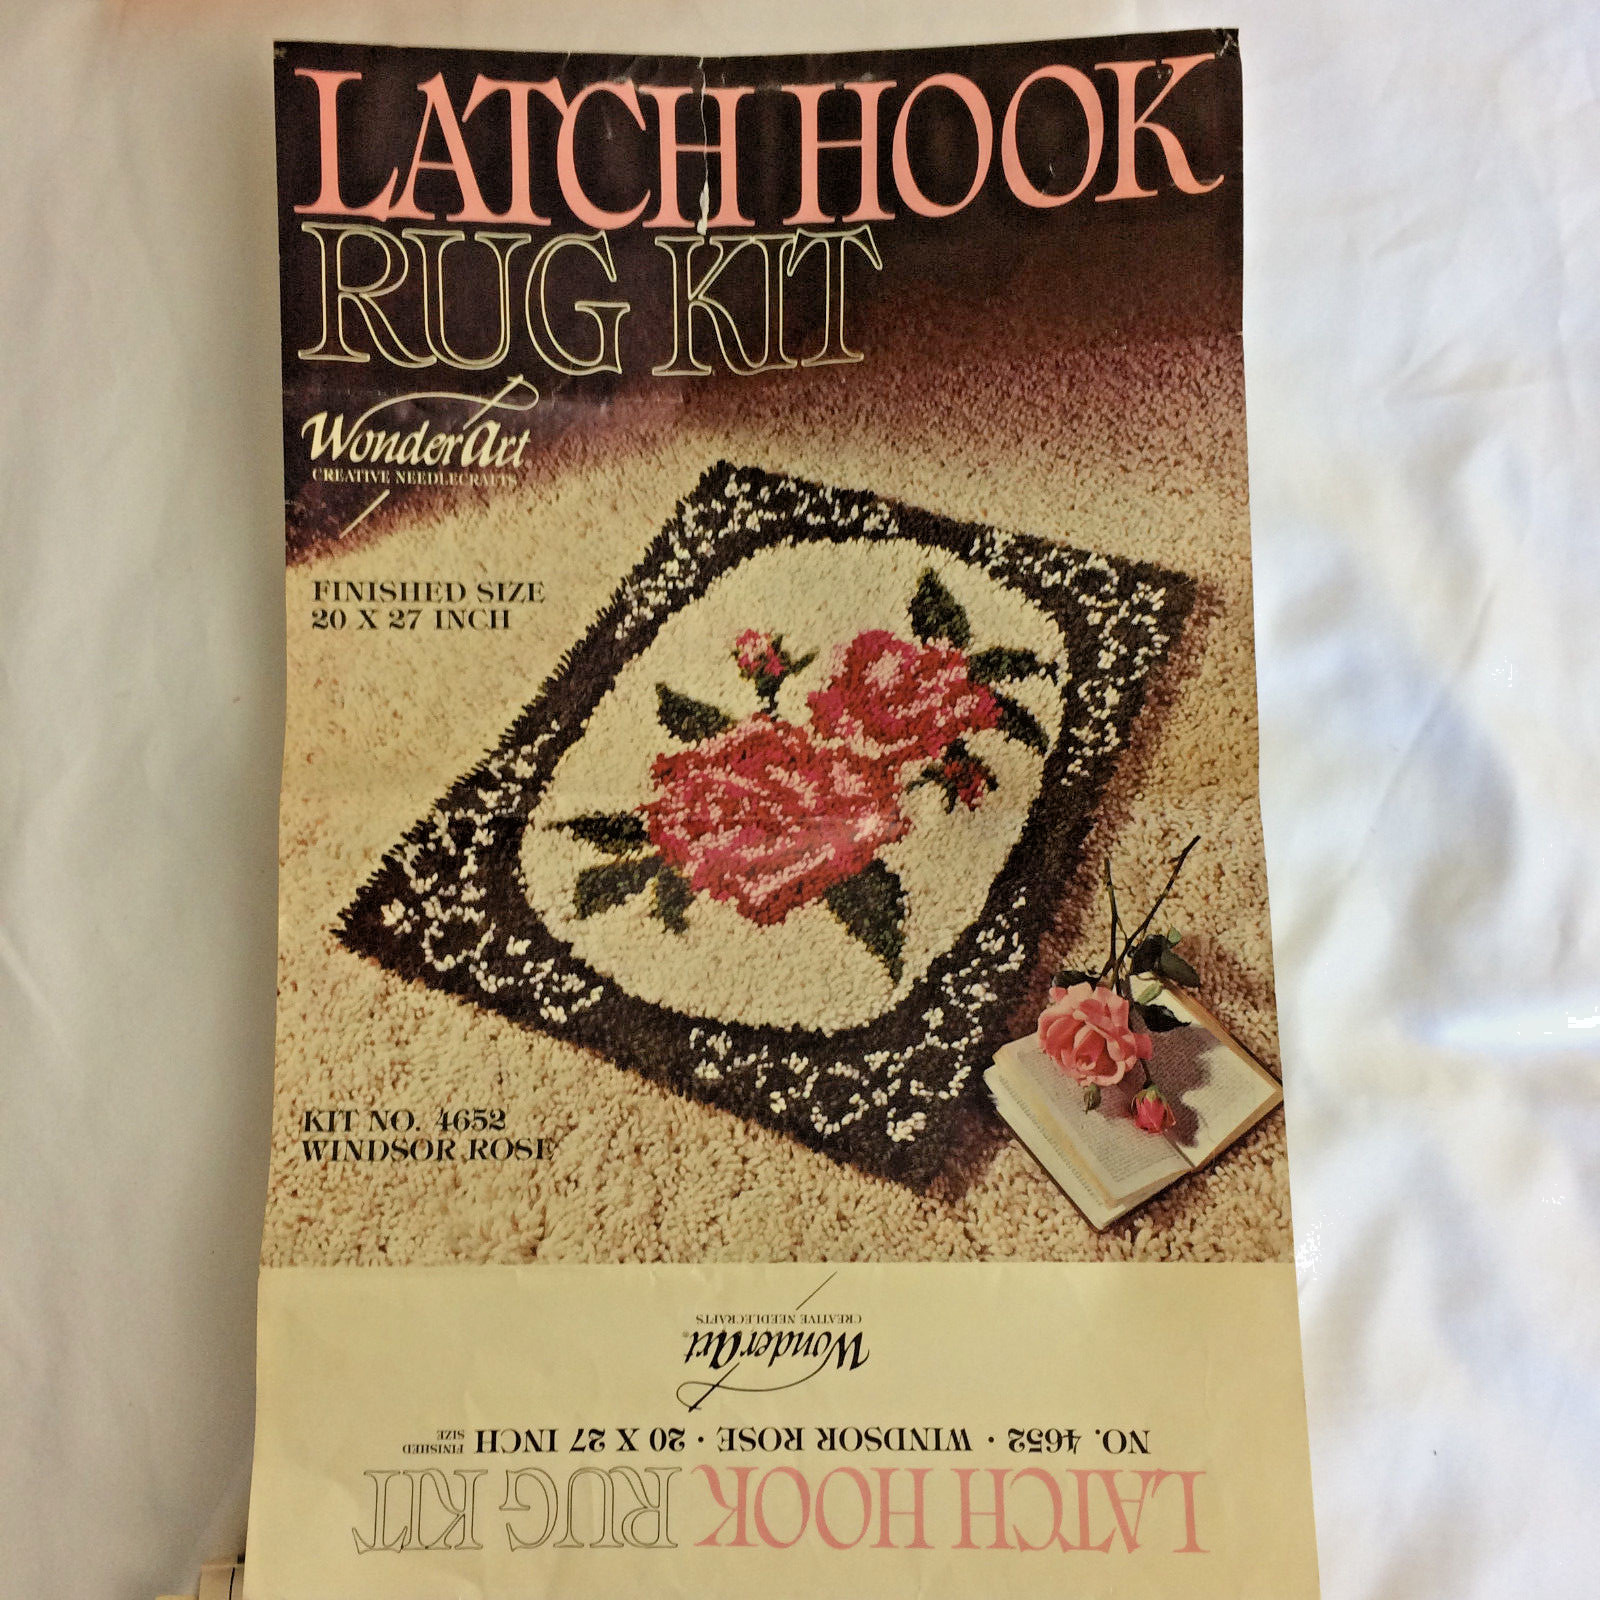 LATCH HOOK
RUG KIT
WonderArt
CREATIVE NEEDLECRAFTS
FINISHED SIZE
20 X 27 INCH
KIT NO. 4652
WINDSOR ROSE
LATCH HOOK RUG KIT
NO. 4652 · WINDSOR ROSE · 20 X 27 INCH FINISHED SIZE
WonderArt®
CREATIVE NEEDLECRAFTS